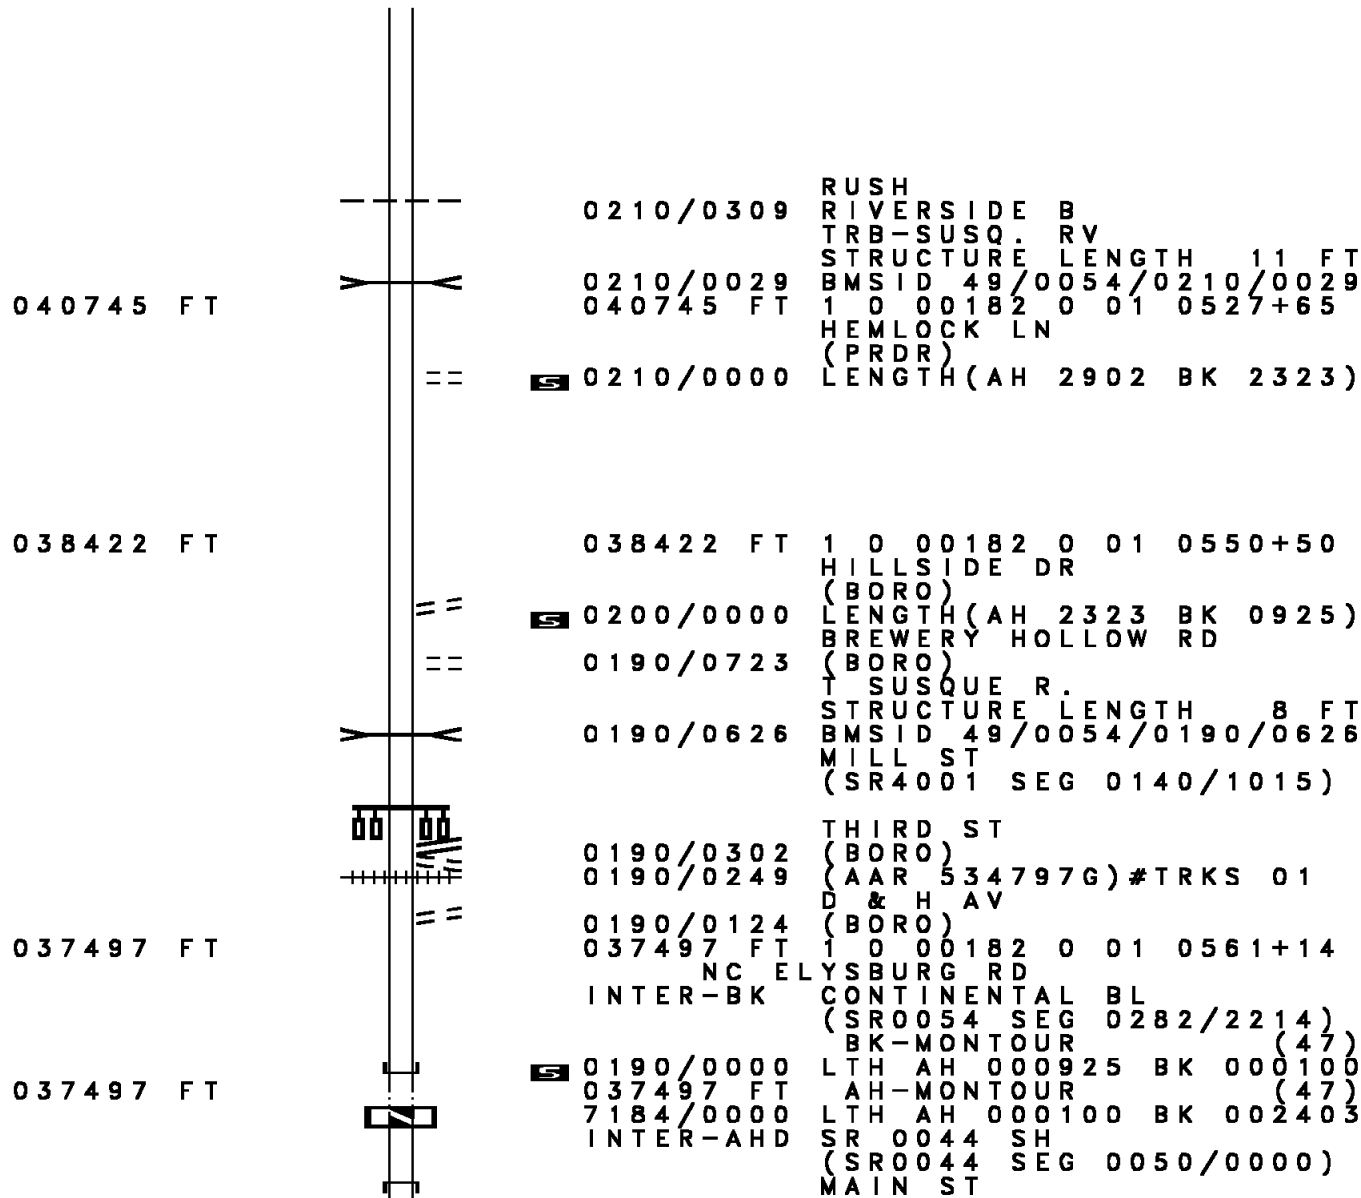 RUSH
0210/0309 RIVERSIDE B
TRB-SUSQ. RV
STRUCTURE LENGTH 11 FT
0210/0029 BMSID 49/0054/0210/0029
040745 FT 040745 FT 1 0 00182 0 01 0527+65
HEMLOCK LN
(PRDR)
S 0210/0000 LENGTH(AH 2902 BK 2323)
038422 FT 038422 FT 1 0 00182 0 01 0550+50
HILLSIDE DR
(BORO)
S 0200/0000 LENGTH(AH 2323 BK 0925)
BREWERY HOLLOW RD
0190/0723 (BORO)
T SUSQUE R.
STRUCTURE LENGTH 8 FT
0190/0626 BMSID 49/0054/0190/0626
MILL ST
(SR4001 SEG 0140/1015)
THIRD ST
0190/0302 (BORO)
0190/0249 (AAR 534797G)#TRKS 01
D & H AV
0190/0124 (BORO)
037497 FT 037497 FT 1 0 00182 0 01 0561+14
NC ELYSBURG RD
INTER-BK CONTINENTAL BL
(SR0054 SEG 0282/2214)
BK-MONTOUR (47)
S 0190/0000 LTH AH 000925 BK 000100
037497 FT 037497 FT AH-MONTOUR (47)
7184/0000 LTH AH 000100 BK 002403
INTER-AHD SR 0044 SH
(SR0044 SEG 0050/0000)
MAIN ST